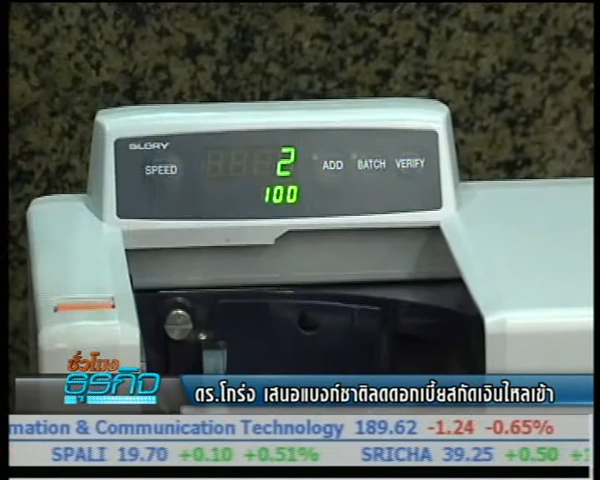 GLORY
SPEED 2 ADD BATCH VERIFY
100
ชั่วโมง
ธุรกิจ
ดร.โกร่ง เสนอแบงก์ชาติลดดอกเบี้ยสกัดเงินไหลเข้า
mation & Communication Technology 189.62 -1.24 -0.65%
SPALI 19.70 +0.10 +0.51% SRICHA 39.25 +0.50